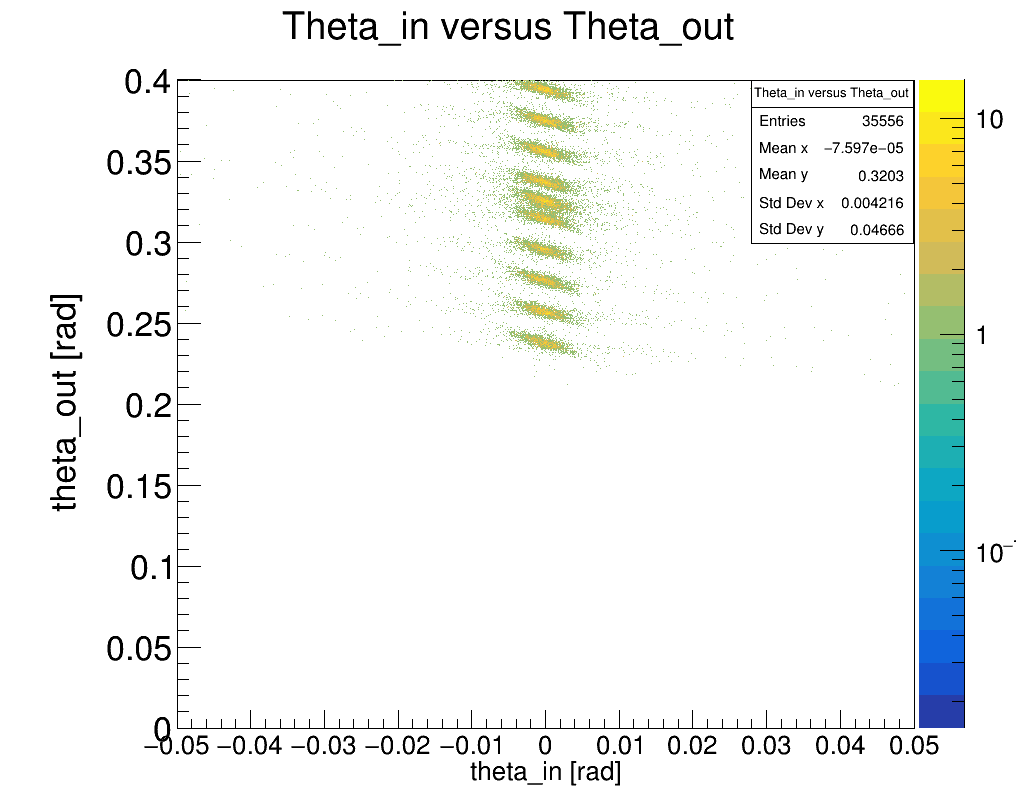 Theta_in versus Theta_out
Theta_in versus Theta_out
Entries 35556
Mean x −7.597e−05
Mean y 0.3203
Std Dev x 0.004216
Std Dev y 0.04666
theta_out [rad]
0.4
0.35
0.3
0.25
0.2
0.15
0.1
0.05
0
−0.05 −0.04 −0.03 −0.02 −0.01 0 0.01 0.02 0.03 0.04 0.05
theta_in [rad]
10
1
10⁻